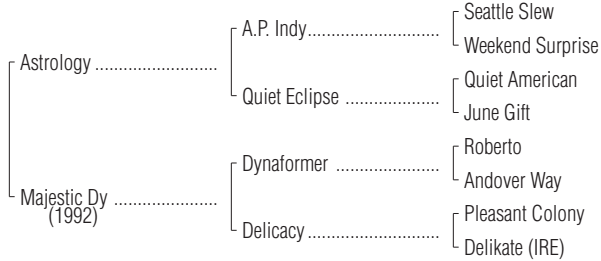 Seattle Slew
A.P. Indy
Weekend Surprise
Astrology
Quiet American
Quiet Eclipse
June Gift
Roberto
Dynaformer
Andover Way
Majestic Dy
(1992)
Pleasant Colony
Delicacy
Delikate (IRE)